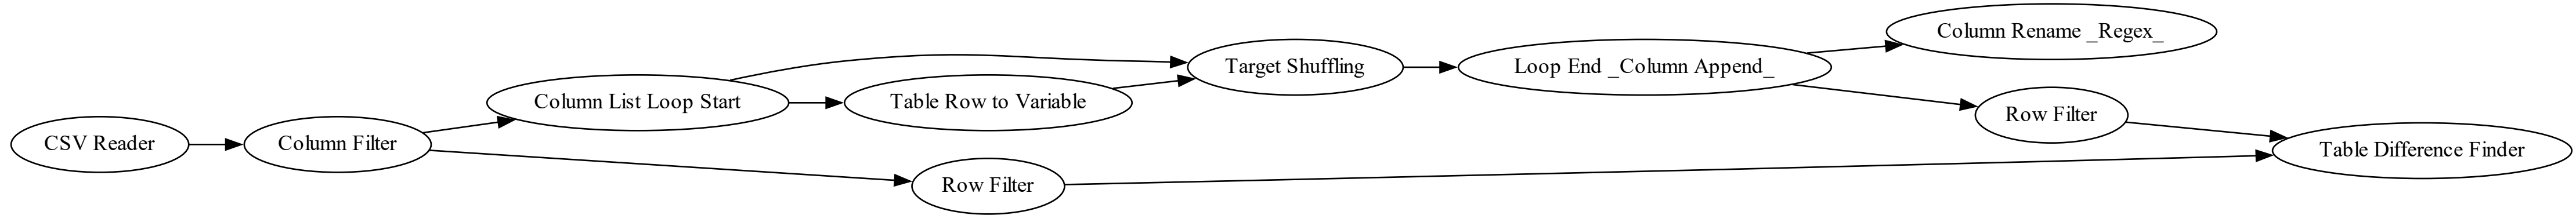 CSV Reader
Column Filter
Column List Loop Start
Table Row to Variable
Target Shuffling
Loop End _Column Append_
Column Rename _Regex_
Row Filter
Row Filter
Table Difference Finder